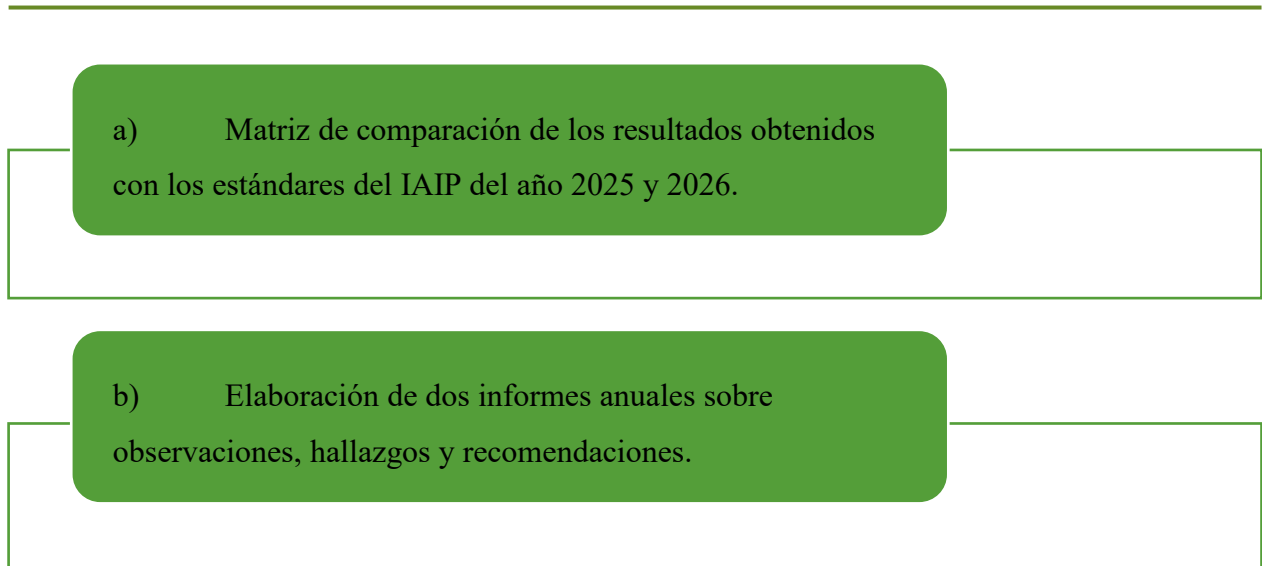 a) Matriz de comparación de los resultados obtenidos
con los estándares del IAIP del año 2025 y 2026.
b) Elaboración de dos informes anuales sobre
observaciones, hallazgos y recomendaciones.